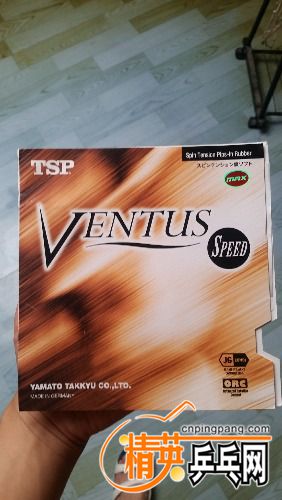 TSP
Spin Tension Pips-in Rubber
スピンテンション裏ソフト
max
VENTUS
SPEED
YAMATO TAKKYU CO.,LTD.
MADE IN GERMANY
ORC
cnpingpang.com
精英乒乓网